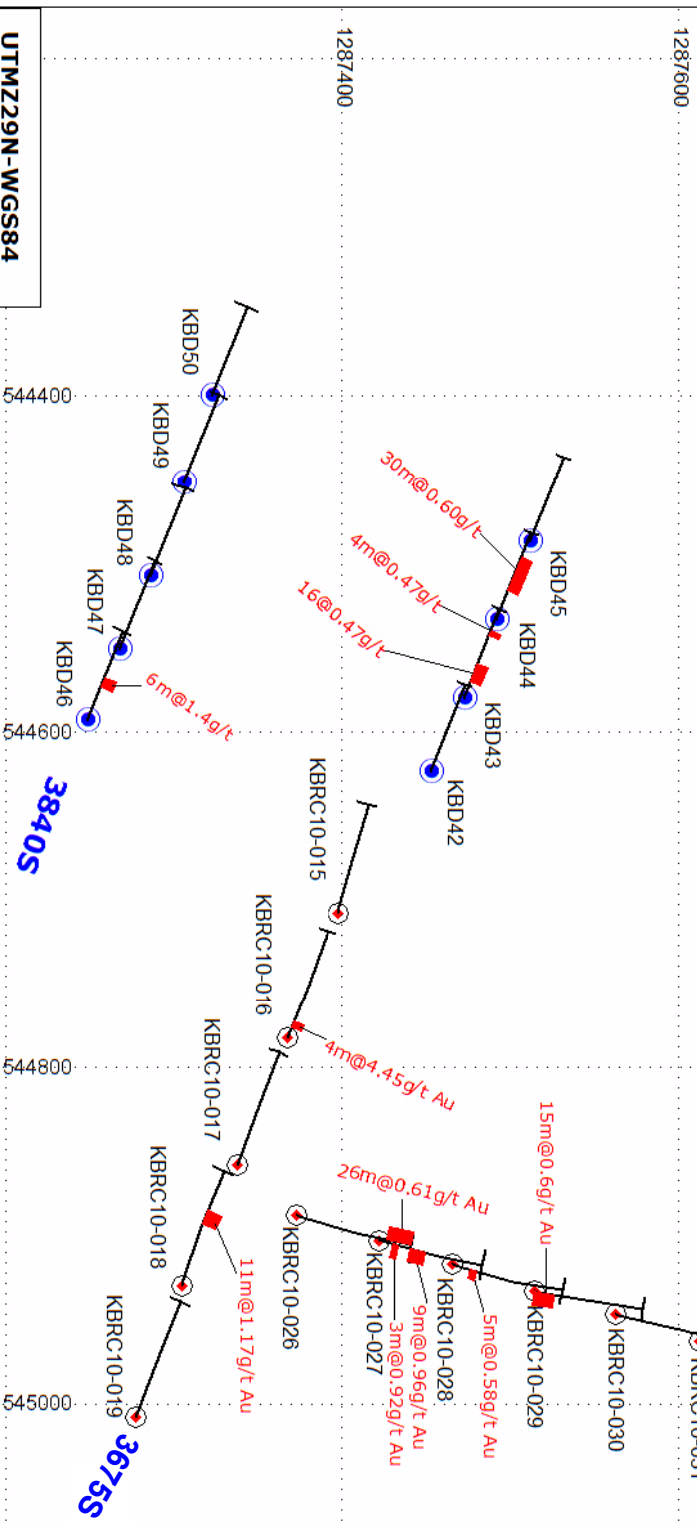 1287400
1287600
UTMZ29N-WGS84
544400
544600
544800
545000
KBD50
KBD49
KBD48
KBD47
KBD46
6m@1.4g/t
3840S
30m@0.60g/t
4m@0.47g/t
16@0.47g/t
KBD45
KBD44
KBD43
KBD42
KBRC10-015
KBRC10-016
4m@4.45g/t Au
KBRC10-017
KBRC10-018
11m@1.17g/t Au
KBRC10-019
3675S
26m@0.61g/t Au
15m@0.6g/t Au
KBRC10-026
KBRC10-027
3m@0.92g/t Au
9m@0.96g/t Au
KBRC10-028
5m@0.58g/t Au
KBRC10-029
KBRC10-030